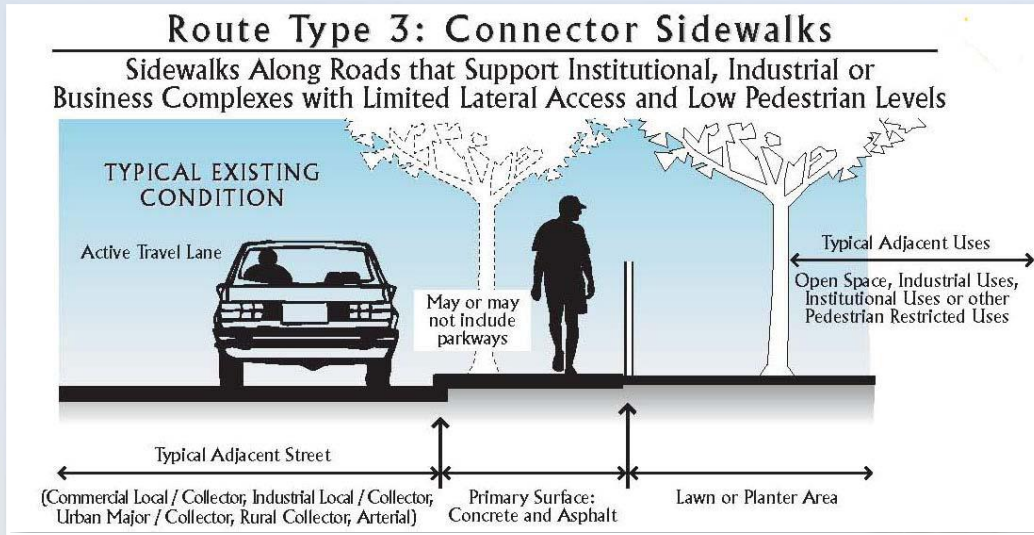 Route Type 3: Connector Sidewalks
Sidewalks Along Roads that Support Institutional, Industrial or
Business Complexes with Limited Lateral Access and Low Pedestrian Levels
TYPICAL EXISTING
CONDITION
Active Travel Lane
May or may
not include
parkways
Typical Adjacent Uses
Open Space, Industrial Uses,
Institutional Uses or other
Pedestrian Restricted Uses
Typical Adjacent Street
(Commercial Local / Collector, Industrial Local / Collector,
Urban Major / Collector, Rural Collector, Arterial)
Primary Surface:
Concrete and Asphalt
Lawn or Planter Area